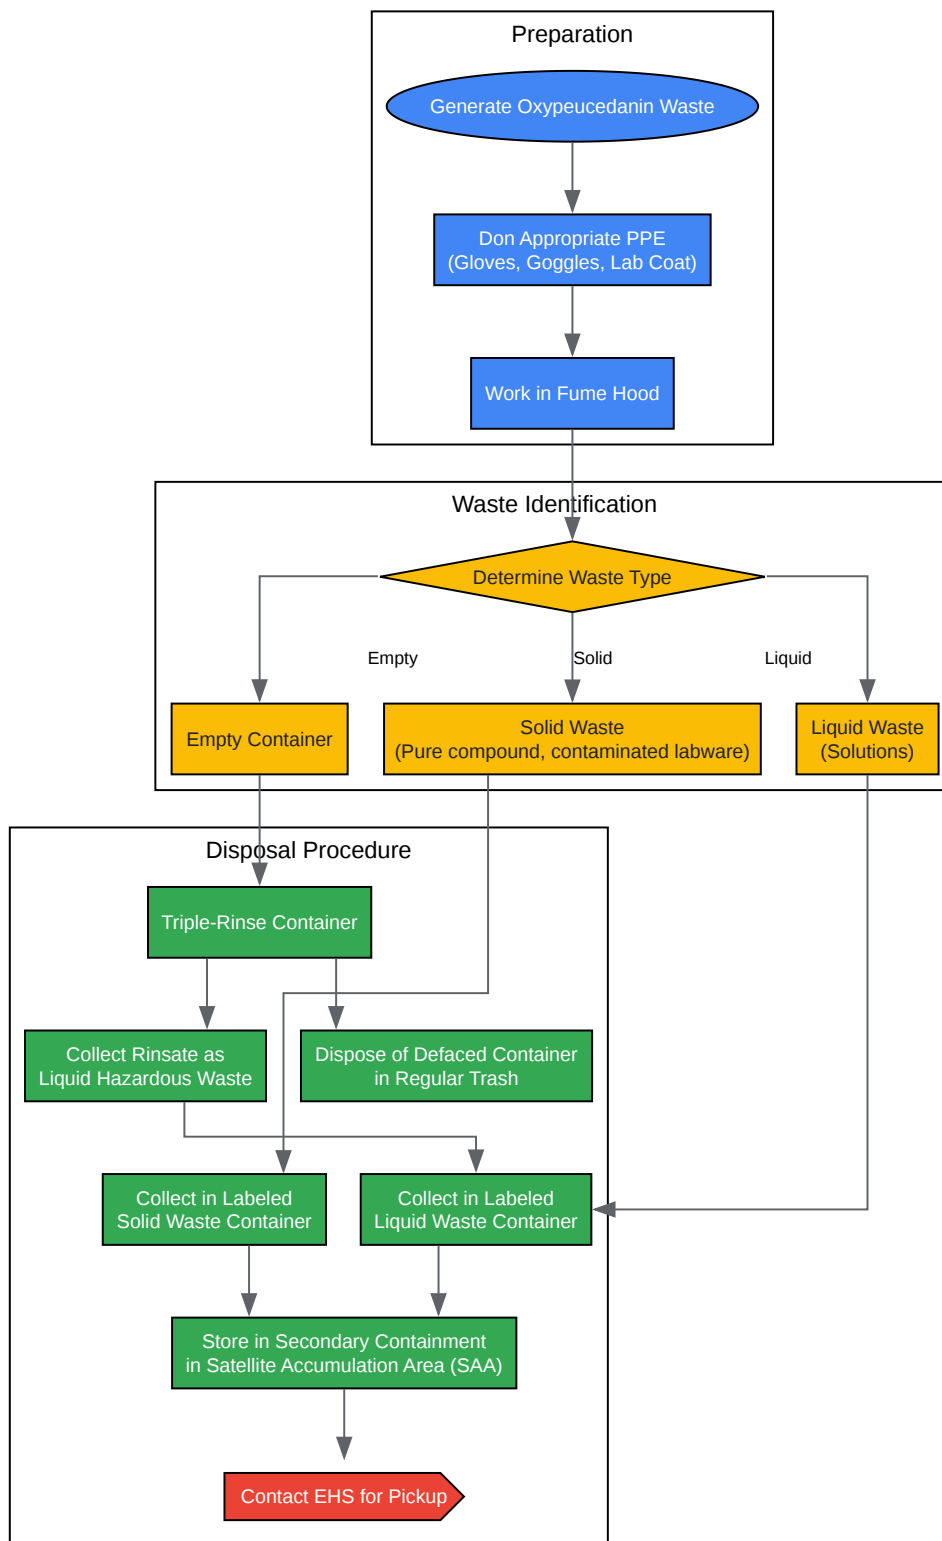 Preparation
Generate Oxypeucedanin Waste
Don Appropriate PPE
(Gloves, Goggles, Lab Coat)
Work in Fume Hood
Waste Identification
Determine Waste Type
Empty
Solid
Liquid
Empty Container
Solid Waste
(Pure compound, contaminated labware)
Liquid Waste
(Solutions)
Disposal Procedure
Triple-Rinse Container
Collect Rinsate as
Liquid Hazardous Waste
Dispose of Defaced Container
in Regular Trash
Collect in Labeled
Solid Waste Container
Collect in Labeled
Liquid Waste Container
Store in Secondary Containment
in Satellite Accumulation Area (SAA)
Contact EHS for Pickup